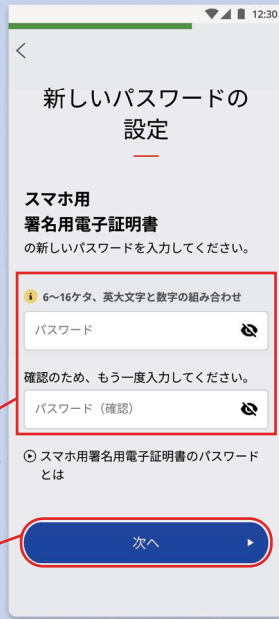 12:30
新しいパスワードの
設定
スマホ用
署名用電子証明書
の新しいパスワードを入力してください。
i 6〜16ケタ、英大文字と数字の組み合わせ
パスワード
確認のため、もう一度入力してください。
パスワード（確認）
スマホ用署名用電子証明書のパスワード
とは
次へ